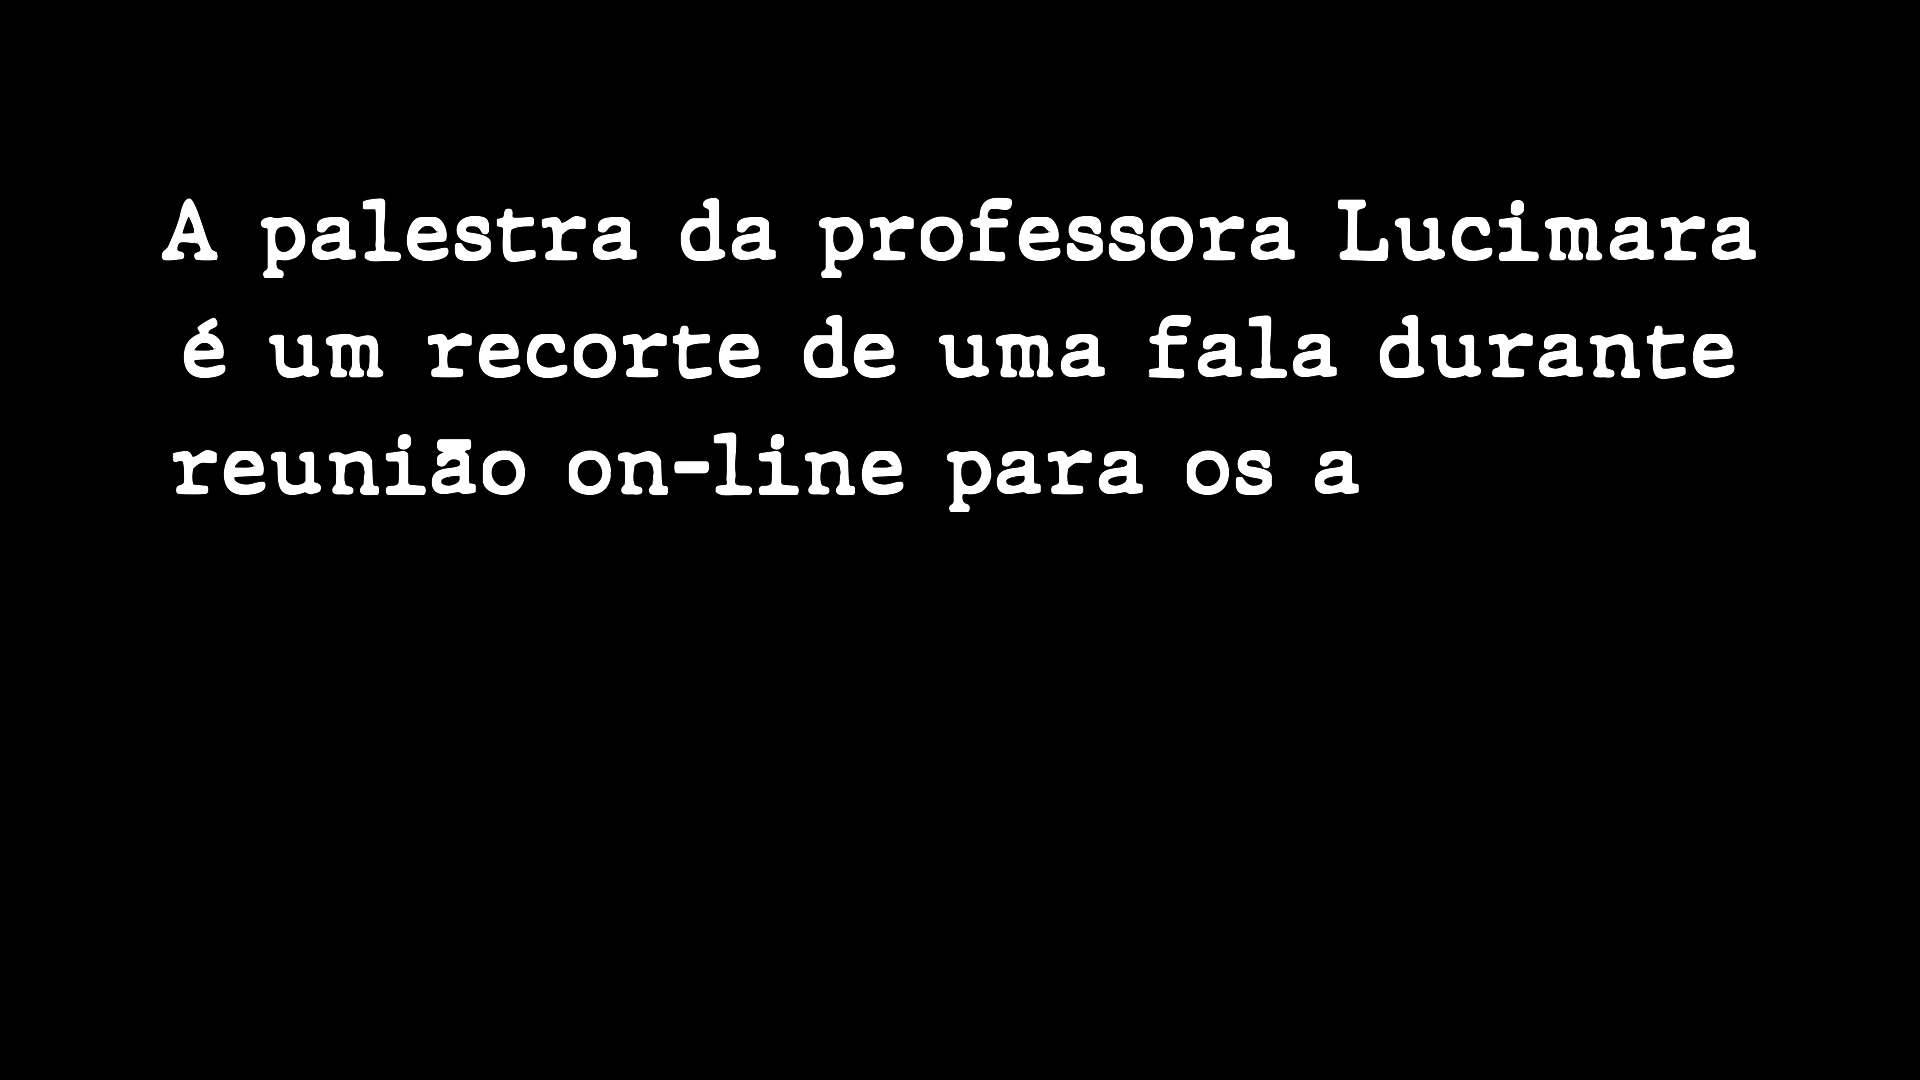 A palestra da professora Lucimara
é um recorte de uma fala durante
reunião on-line para os a